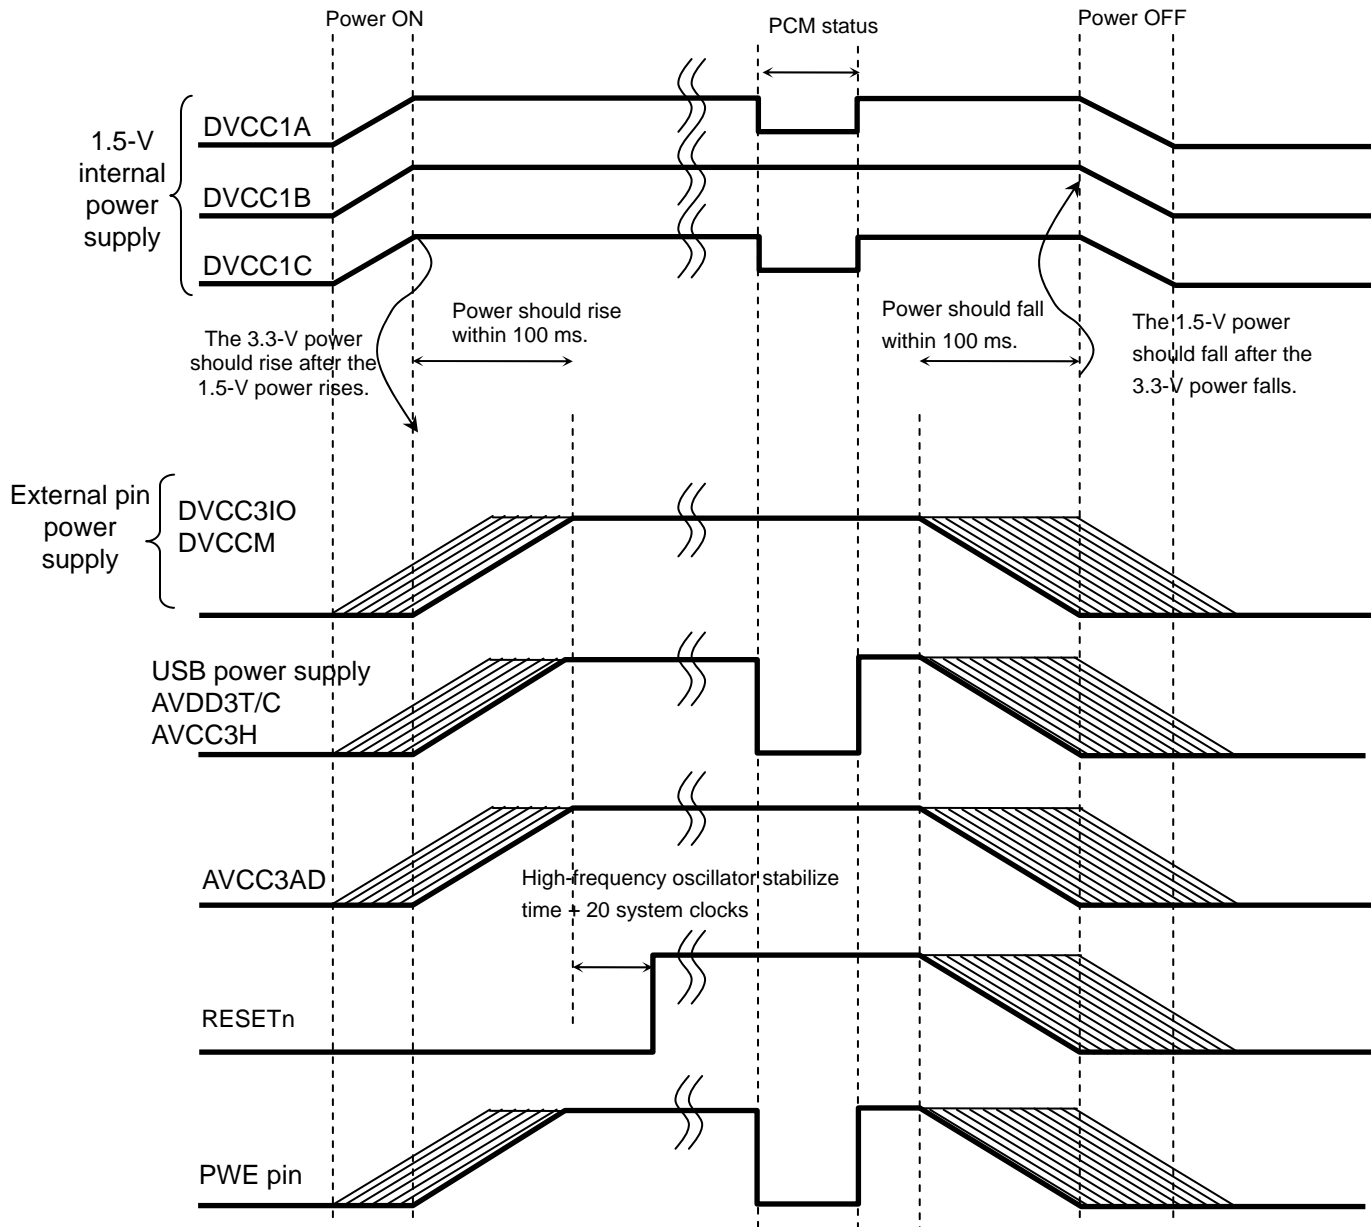 Power ON
PCM status
Power OFF
1.5-V
internal
power
supply
DVCC1A
DVCC1B
DVCC1C
The 3.3-V power
should rise after the
1.5-V power rises.
Power should rise
within 100 ms.
Power should fall
within 100 ms.
The 1.5-V power
should fall after the
3.3-V power falls.
External pin
power
supply
DVCC3IO
DVCCM
USB power supply
AVDD3T/C
AVCC3H
AVCC3AD
High-frequency oscillator stabilize
time + 20 system clocks
RESETn
PWE pin